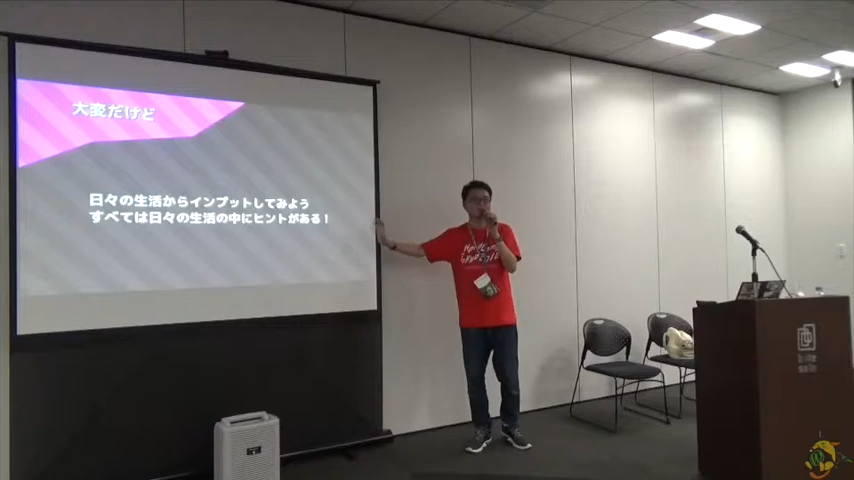 大変だけど
日々の生活からインプットしてみよう
すべては日々の生活の中にヒントがある！